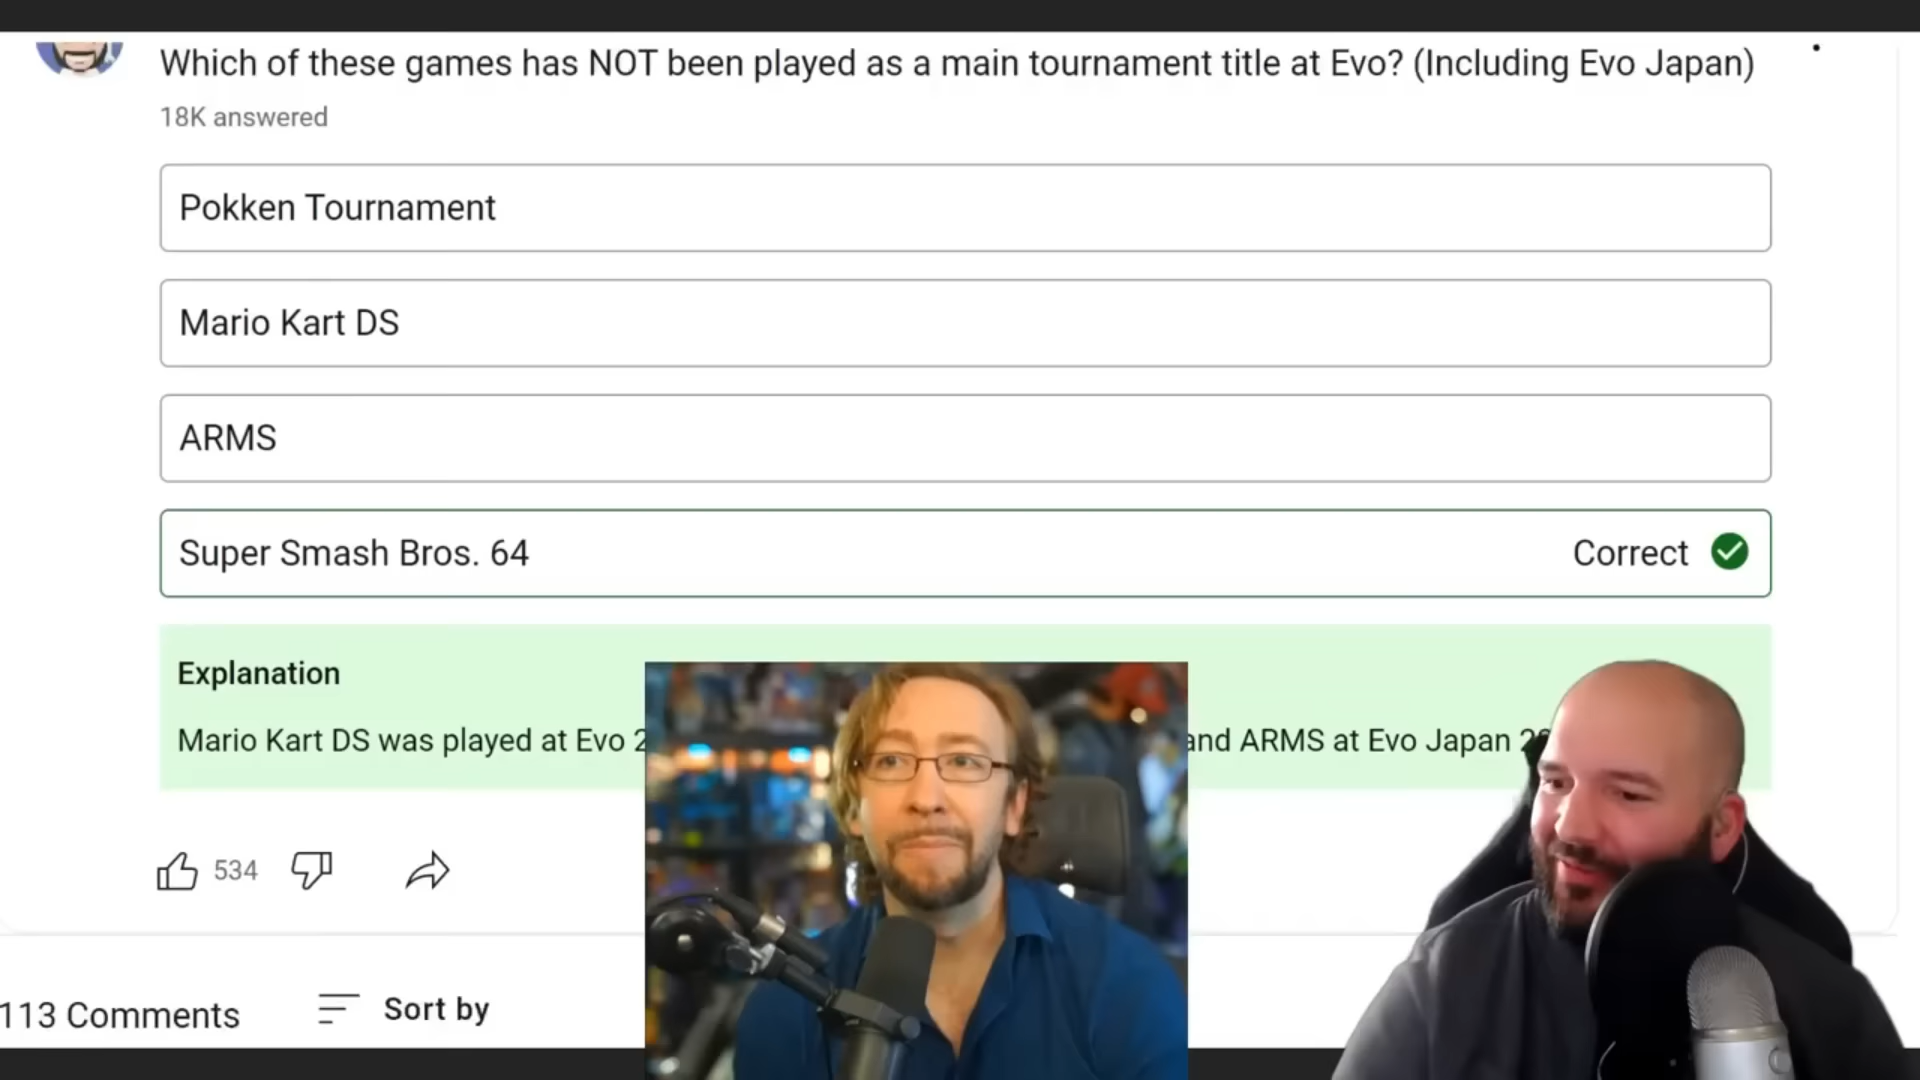 Which of these games has NOT been played as a main tournament title at Evo? (Including Evo Japan)
18K answered
Pokken Tournament
Mario Kart DS
ARMS
Super Smash Bros. 64
Correct
Explanation
Mario Kart DS was played at Evo and ARMS at Evo Japan
534
113 Comments
Sort by